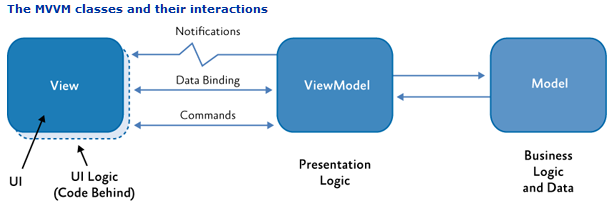 The MVVM classes and their interactions
Notifications
View
Data Binding
ViewModel
Model
Commands
UI
UI Logic
(Code Behind)
Presentation
Logic
Business
Logic
and Data